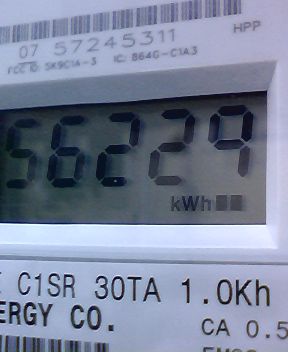 07 57245311
HPP
FCC ID: SK9C1A-3 IC: 864G-C1A3
56229
kWh
C1SR 30TA 1.0Kh
ERGY CO.
CA 0.5